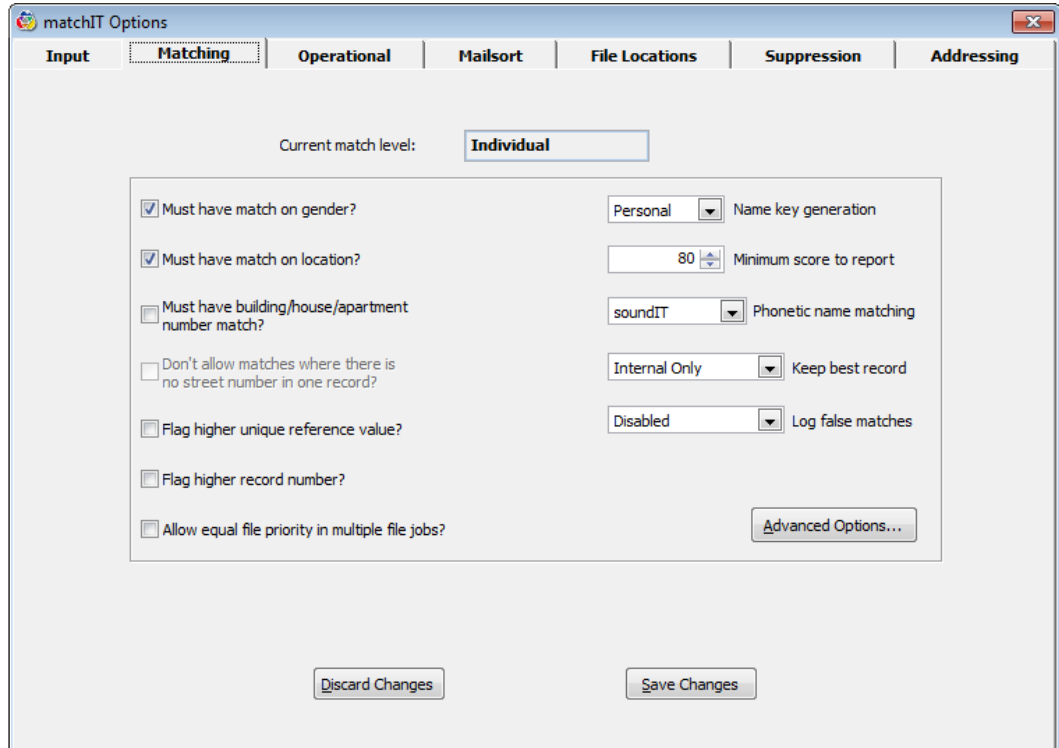 matchIT Options
Input Matching Operational Mailsort File Locations Suppression Addressing
Current match level: Individual
Must have match on gender? Personal Name key generation
Must have match on location? 80 Minimum score to report
Must have building/house/apartment
number match? soundIT Phonetic name matching
Don't allow matches where there is
no street number in one record? Internal Only Keep best record
Flag higher unique reference value? Disabled Log false matches
Flag higher record number?
Allow equal file priority in multiple file jobs? Advanced Options...
Discard Changes Save Changes